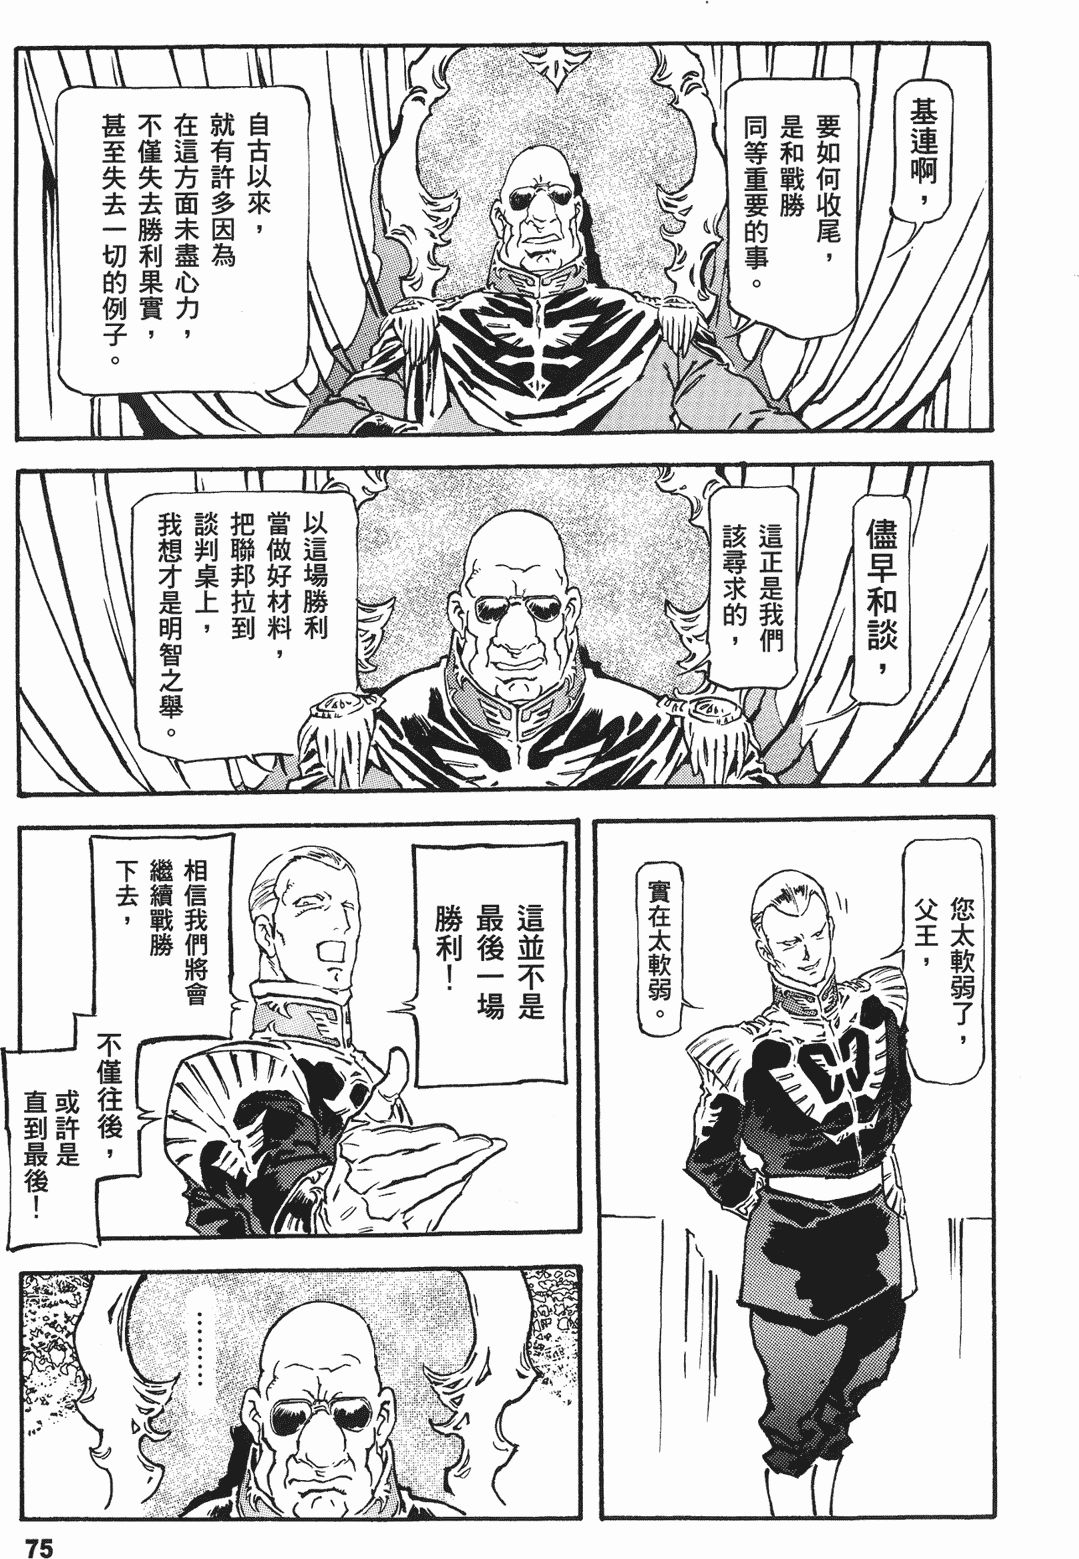 基連啊，
要如何收尾，
是和戰勝
同等重要的事。
自古以來，
就有許多因為
在這方面未盡心力，
不僅失去勝利果實，
甚至失去一切的例子。
儘早和談，
這正是我們
該尋求的，
以這場勝利
當做好材料，
把聯邦拉到
談判桌上，
我想才是明智之舉。
您太軟弱了，
父王，
實在太軟弱。
這並不是
最後一場
勝利！
相信我們將會
繼續戰勝
下去，
不僅往後，
或許是
直到最後！
………
75